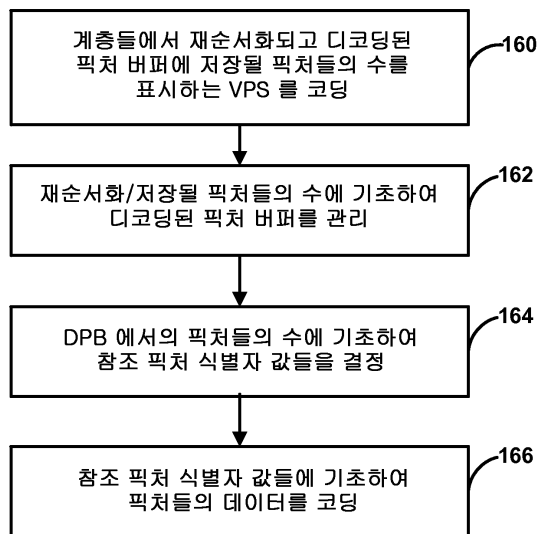 계층들에서 재순서화되고 디코딩된
픽처 버퍼에 저장될 픽처들의 수를
표시하는 VPS 를 코딩
160
재순서화/저장될 픽처들의 수에 기초하여
디코딩된 픽처 버퍼를 관리
162
DPB 에서의 픽처들의 수에 기초하여
참조 픽처 식별자 값들을 결정
164
참조 픽처 식별자 값들에 기초하여
픽처들의 데이터를 코딩
166